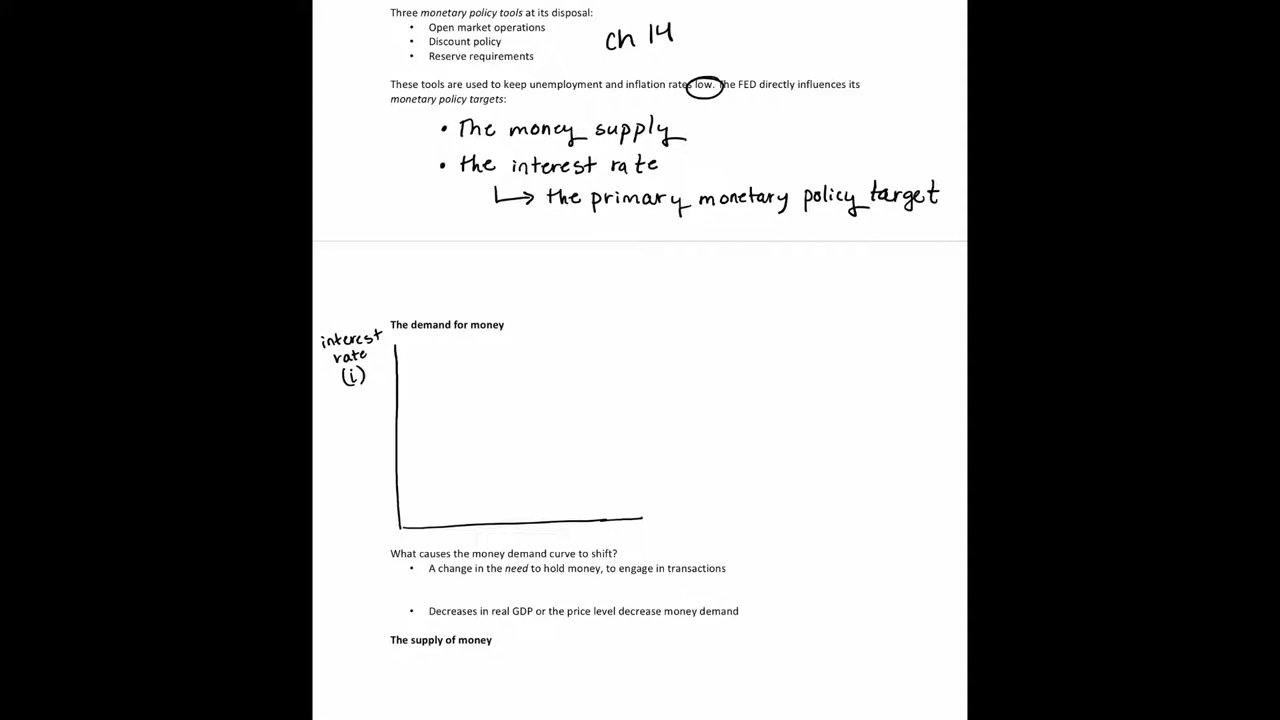 Three monetary policy tools at its disposal:
• Open market operations
• Discount policy
• Reserve requirements
ch 14
These tools are used to keep unemployment and inflation rates low. The FED directly influences its
monetary policy targets:
• The money supply
• the interest rate
↳ the primary monetary policy target
The demand for money
interest
rate
(i)
What causes the money demand curve to shift?
• A change in the need to hold money, to engage in transactions
• Decreases in real GDP or the price level decrease money demand
The supply of money